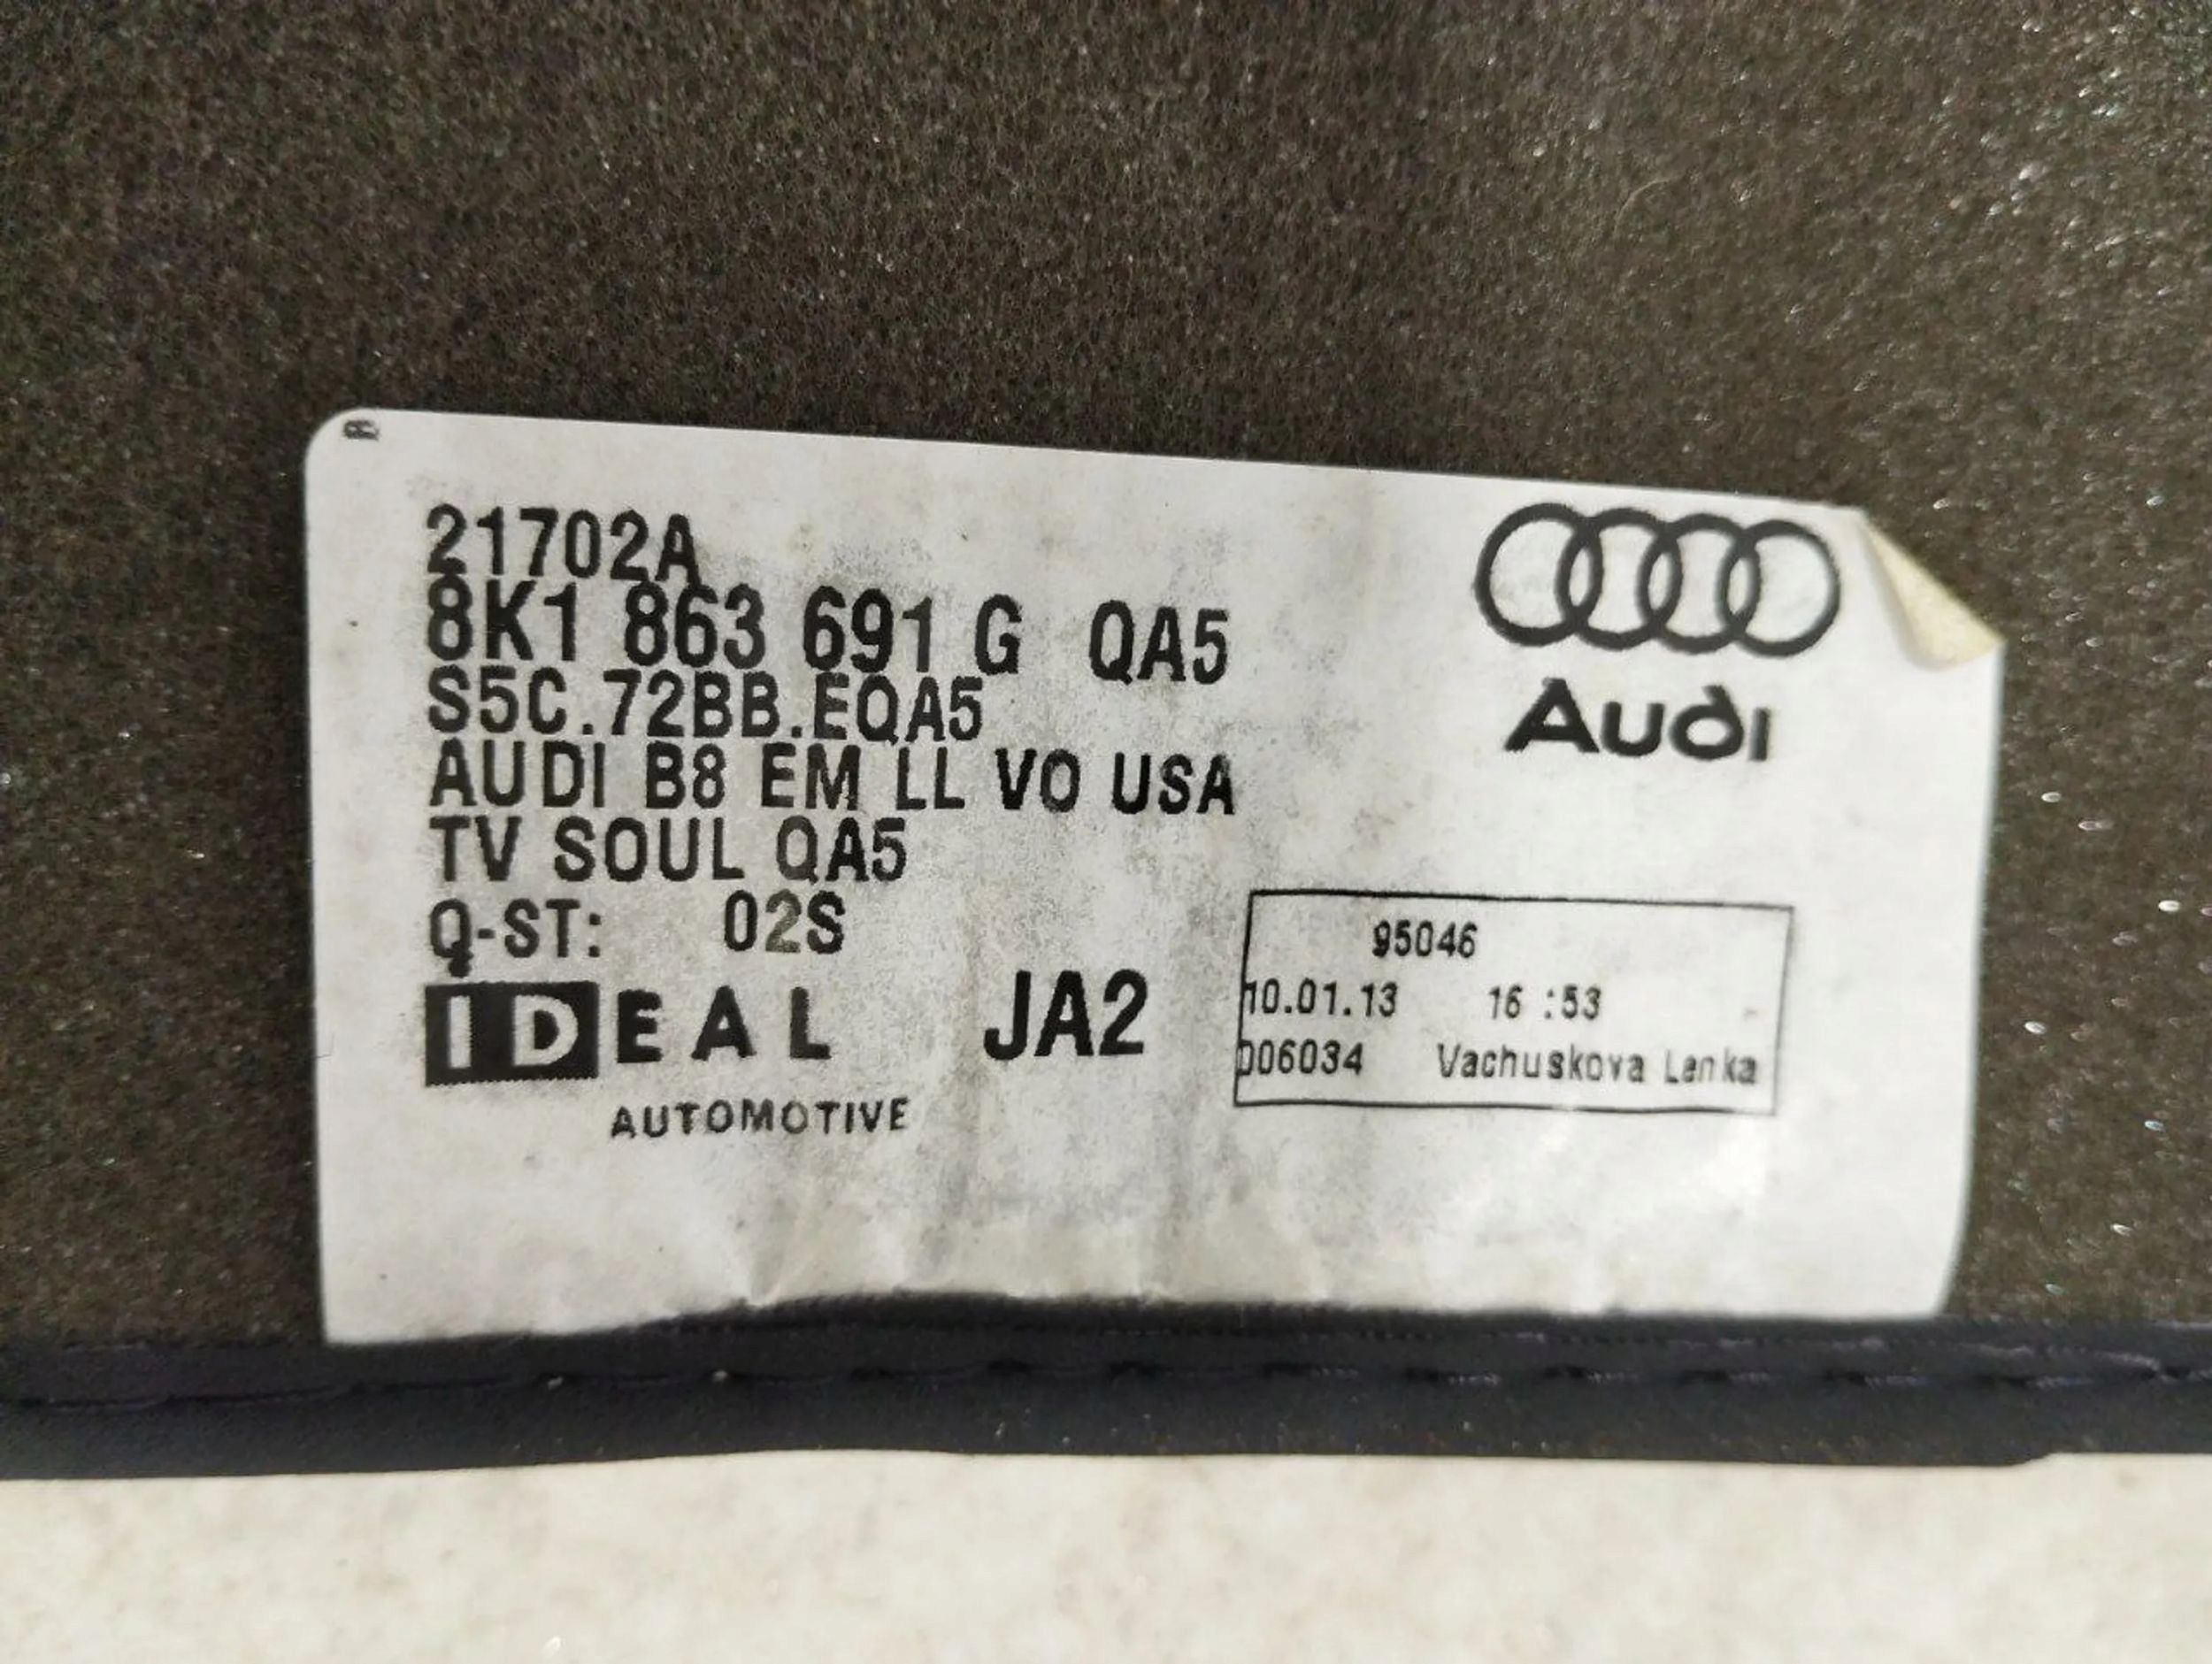 21702A
8K1 863 691 G QA5
S5C.72BB.EQA5
AUDI B8 EM LL VO USA
TV SOUL QA5
Q-ST: 02S
IDEAL JA2
AUTOMOTIVE
Audi
95046
10.01.13 16:53
006034 Vachuskova Lenka